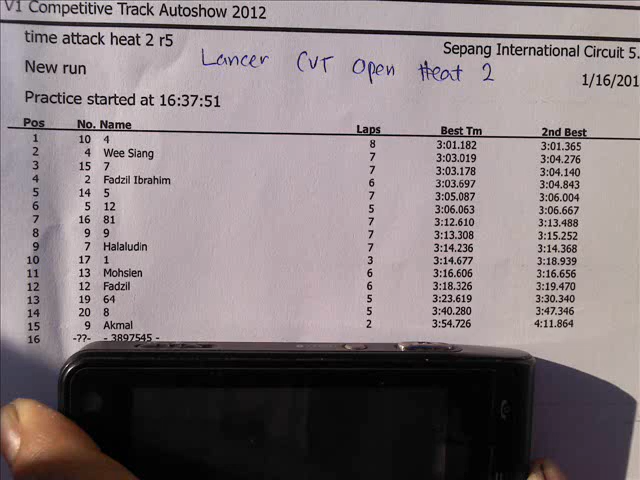 V1 Competitive Track Autoshow 2012
time attack heat 2 r5
Sepang International Circuit 5.
New run
Lancer CVT Open Heat 2
1/16/201
Practice started at 16:37:51
Pos No. Name Laps Best Tm 2nd Best
1 10 4 8 3:01.182 3:01.365
2 4 Wee Siang 7 3:03.019 3:04.276
3 15 7 7 3:03.178 3:04.140
4 2 Fadzil Ibrahim 6 3:03.697 3:04.843
5 14 5 7 3:05.087 3:06.004
6 5 12 5 3:06.063 3:06.667
7 16 81 7 3:12.610 3:13.488
8 9 9 7 3:13.308 3:15.252
9 7 Halaludin 7 3:14.236 3:14.368
10 17 1 3 3:14.677 3:18.939
11 13 Mohsien 6 3:16.606 3:16.656
12 12 Fadzil 6 3:18.326 3:19.470
13 19 64 5 3:23.619 3:30.340
14 20 8 5 3:40.280 3:47.346
15 9 Akmal 2 3:54.726 4:11.864
16 -??- - 3897545 -